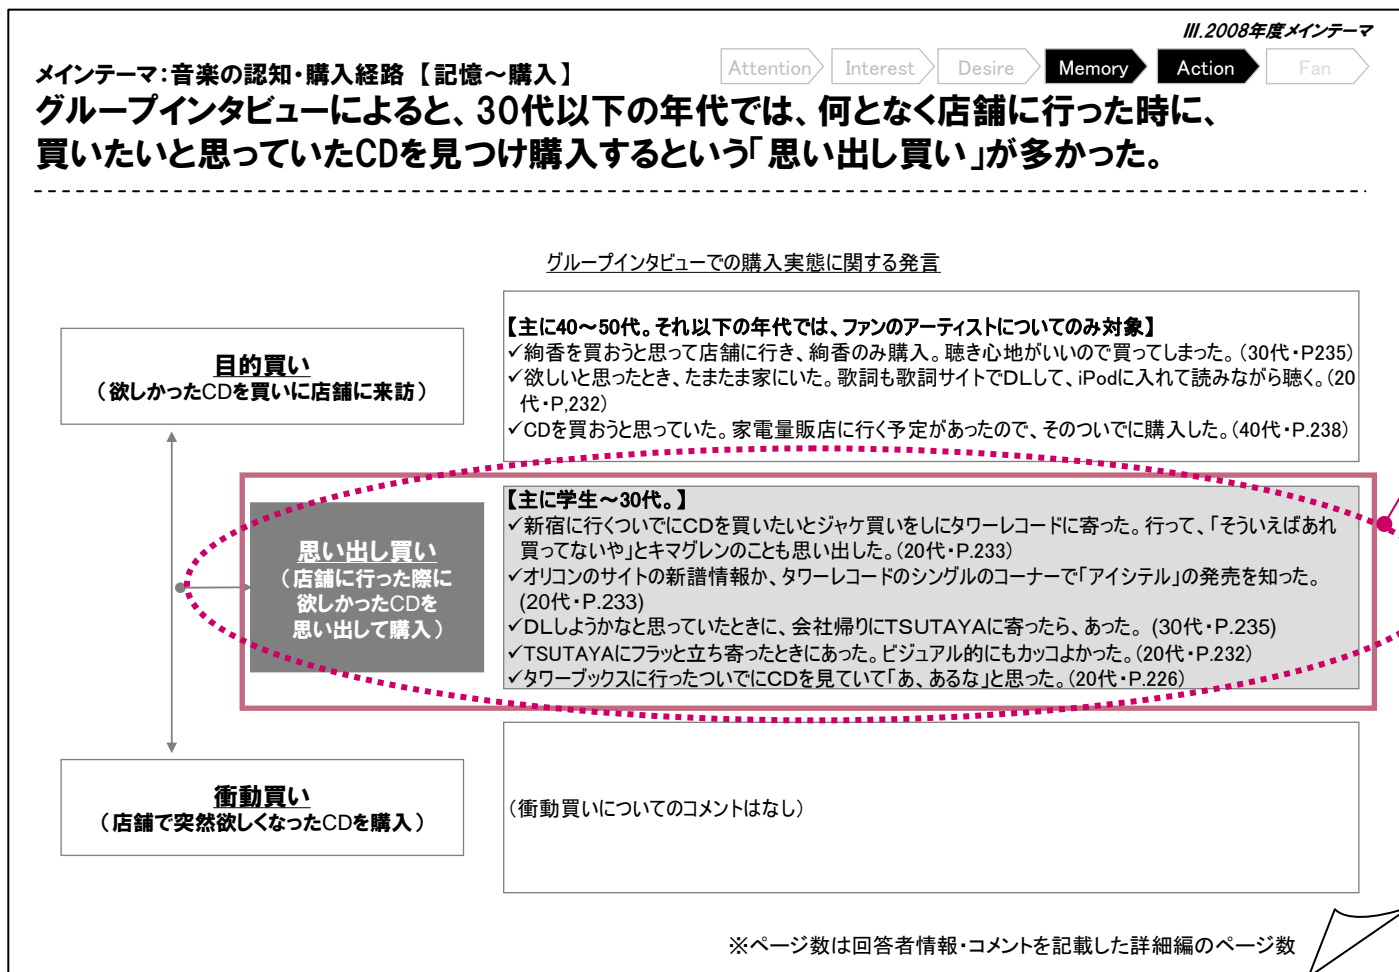 III.2008年度メインテーマ
Attention Interest Desire Memory Action Fan
メインテーマ:音楽の認知・購入経路 【記憶～購入】
グループインタビューによると、30代以下の年代では、何となく店舗に行った時に、
買いたいと思っていたCDを見つけ購入するという「思い出し買い」が多かった。
グループインタビューでの購入実態に関する発言
目的買い
(欲しかったCDを買いに店舗に来訪)
【主に40～50代。それ以下の年代では、ファンのアーティストについてのみ対象】
✓絢香を買おうと思って店舗に行き、絢香のみ購入。聴き心地がいいので買ってしまった。(30代・P235)
✓欲しいと思ったとき、たまたま家にいた。歌詞も歌詞サイトでDLして、iPodに入れて読みながら聴く。(20
代・P,232)
✓CDを買おうと思っていた。家電量販店に行く予定があったので、そのついでに購入した。(40代・P.238)
思い出し買い
(店舗に行った際に
欲しかったCDを
思い出して購入)
【主に学生～30代。】
✓新宿に行くついでにCDを買いたいとジャケ買いをしにタワーレコードに寄った。行って、「そういえばあれ
買ってないや」とキマグレンのことも思い出した。(20代・P.233)
✓オリコンのサイトの新譜情報か、タワーレコードのシングルのコーナーで「アイシテル」の発売を知った。
(20代・P.233)
✓DLしようかなと思っていたときに、会社帰りにTSUTAYAに寄ったら、あった。 (30代・P.235)
✓TSUTAYAにフラッと立ち寄ったときにあった。ビジュアル的にもカッコよかった。(20代・P.232)
✓タワーブックスに行ったついでにCDを見ていて「あ、あるな」と思った。(20代・P.226)
衝動買い
(店舗で突然欲しくなったCDを購入)
(衝動買いについてのコメントはなし)
※ページ数は回答者情報・コメントを記載した詳細編のページ数